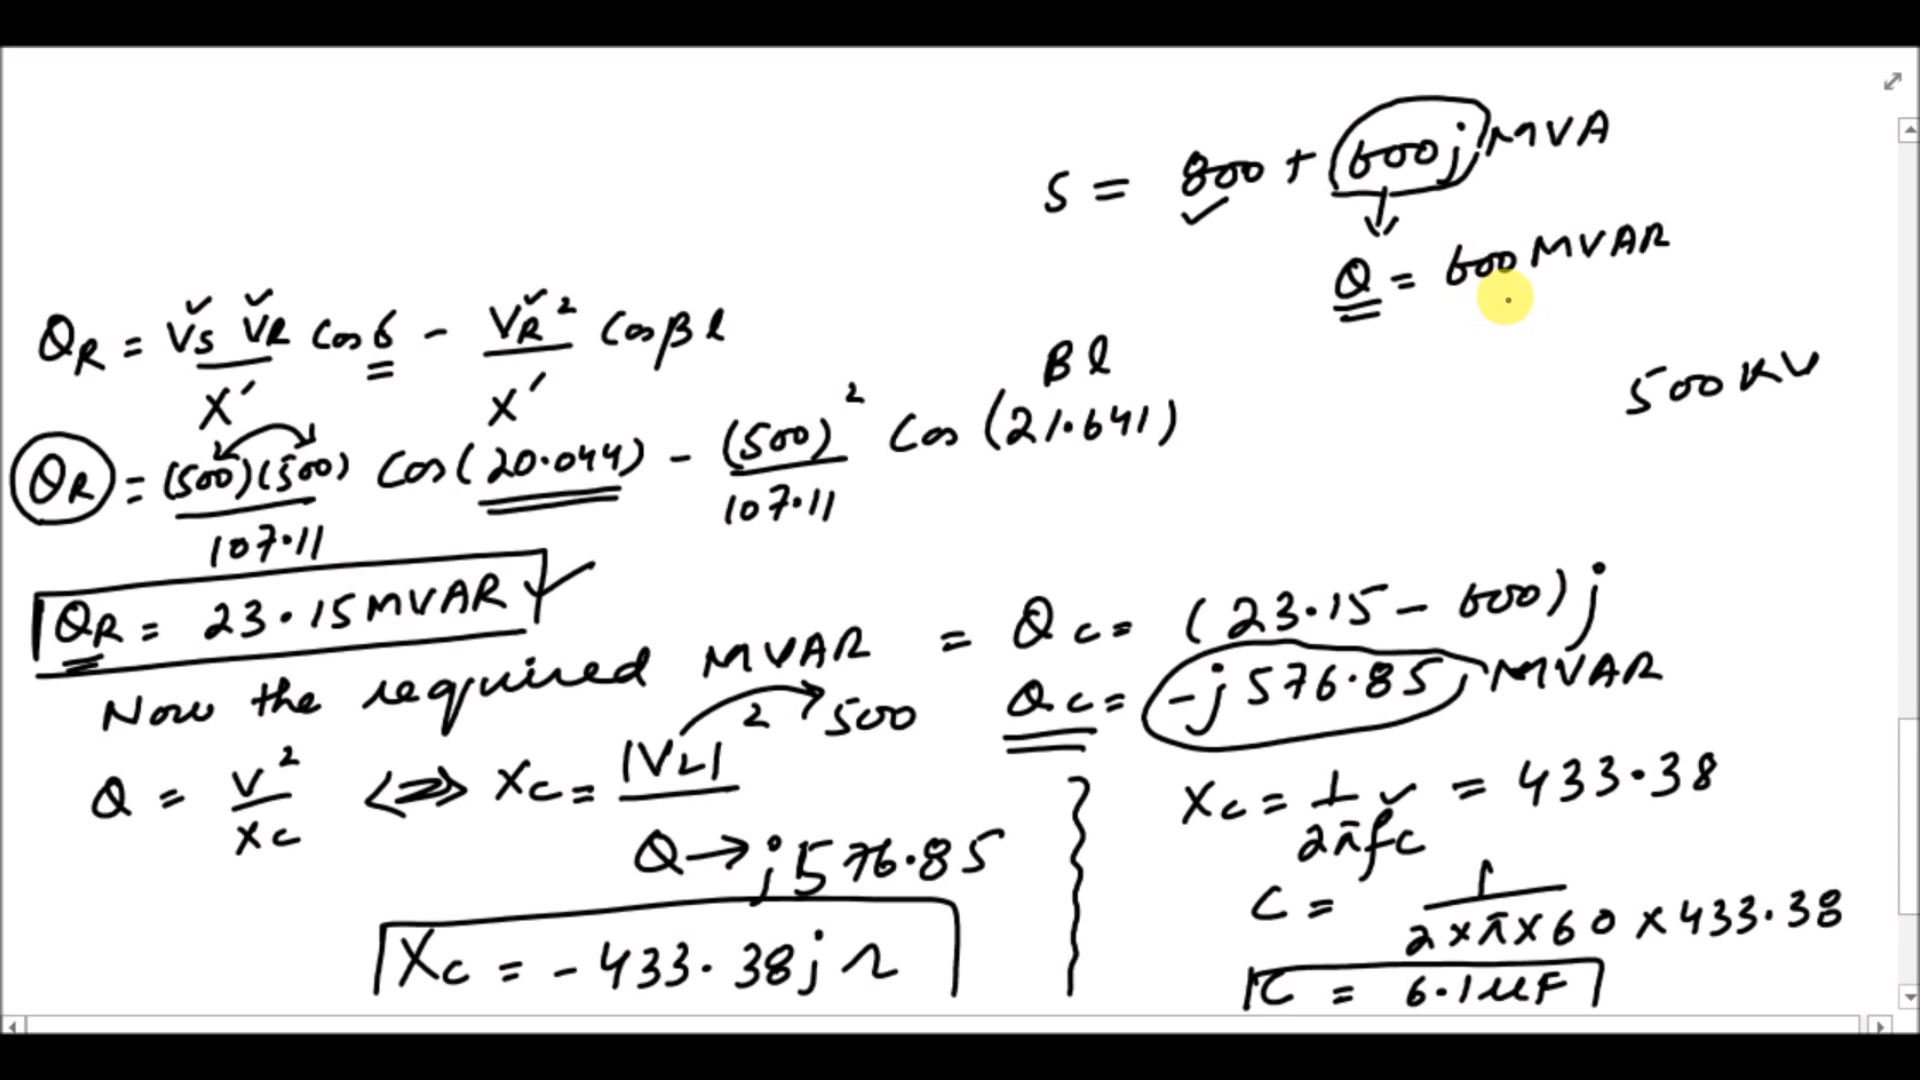 S = 800 + 600j MVA
Q = 600 MVAR
500 KV
QR = VS VR / X′ cos δ − VR² / X′ cos βl
βl
QR = (500)(500) / 107.11 cos(20.044) − (500)² / 107.11 cos(21.641)
QR = 23.15 MVAR
Now the required MVAR = Qc = (23.15 − 600)j
Qc = −j576.85 MVAR
Q = V² / Xc ⟺ Xc = |VL|² / Q → 500
Q → j576.85
Xc = −433.38j Ω
Xc = 1 / 2πfc = 433.38
C = 1 / 2×π×60×433.38
C = 6.1 μF